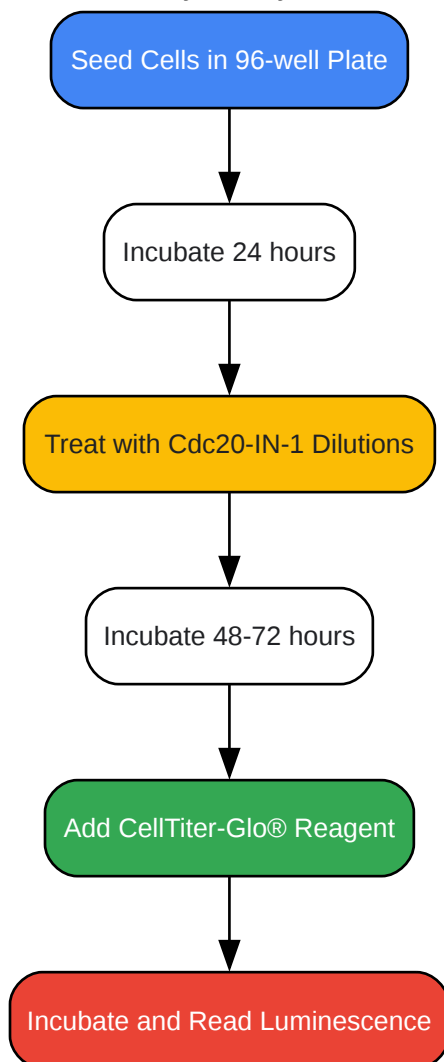 Seed Cells in 96-well Plate
Incubate 24 hours
Treat with Cdc20-IN-1 Dilutions
Incubate 48-72 hours
Add CellTiter-Glo® Reagent
Incubate and Read Luminescence